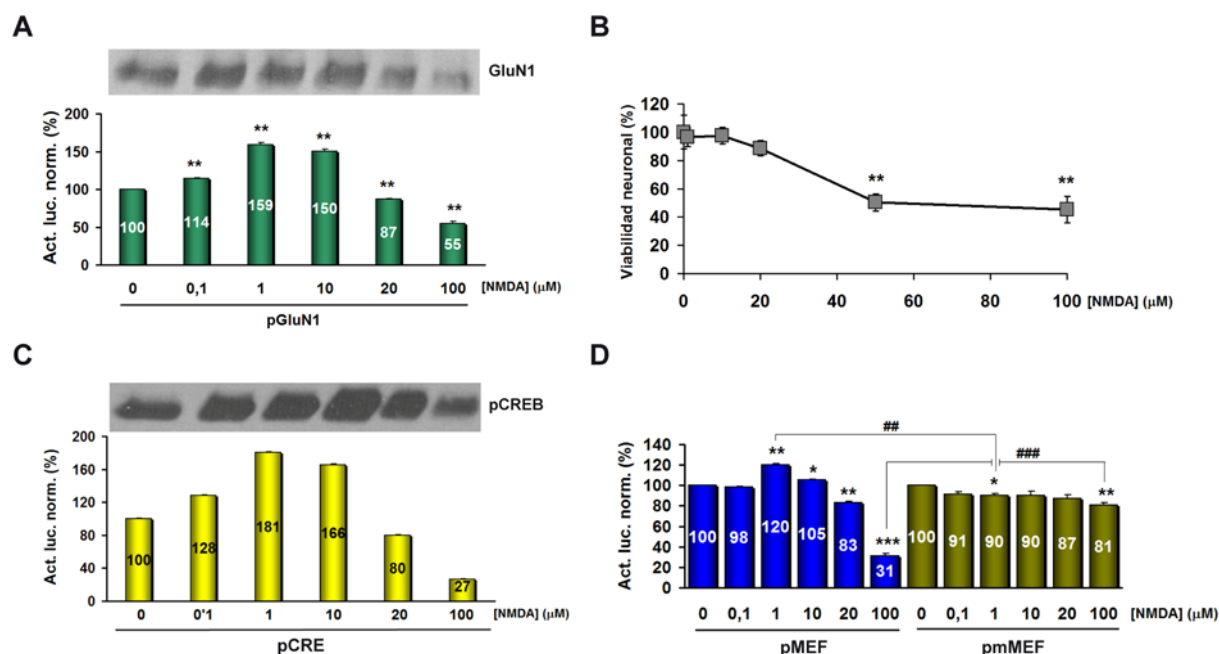 A
GluN1
Act. luc. norm. (%)
200
150
100
50
0
100
114
159
150
87
55
**
**
**
**
**
0 0,1 1 10 20 100 [NMDA] (μM)
pGluN1
B
Viabilidad neuronal (%)
120
100
80
60
40
20
0
**
**
0 20 40 60 80 100 [NMDA] (μM)
C
pCREB
Act. luc. norm. (%)
200
160
120
80
40
0
100
128
181
166
80
27
0 0'1 1 10 20 100 [NMDA] (μM)
pCRE
D
Act. luc. norm. (%)
140
120
100
80
60
40
20
0
##
###
**
*
**
***
*
**
100 98 120 105 83 31 100 91 90 90 87 81
0 0,1 1 10 20 100 0 0,1 1 10 20 100 [NMDA] (μM)
pMEF pmMEF